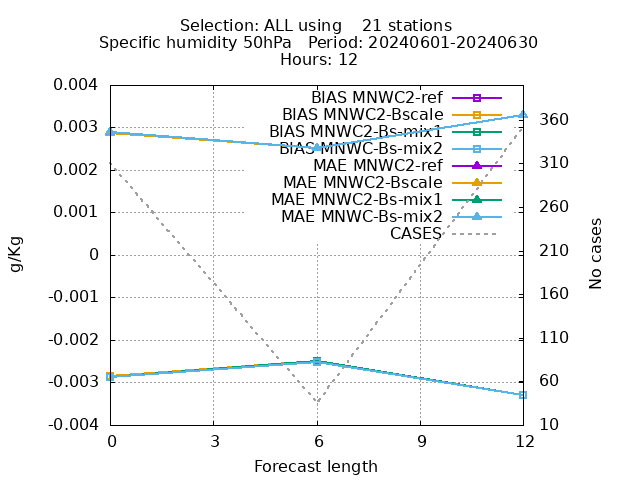 Selection: ALL using    21 stations
Specific humidity 50hPa   Period: 20240601-20240630
Hours: 12
BIAS MNWC2-ref
BIAS MNWC2-Bscale
BIAS MNWC2-Bs-mix1
BIAS MNWC-Bs-mix2
MAE MNWC2-ref
MAE MNWC2-Bscale
MAE MNWC2-Bs-mix1
MAE MNWC-Bs-mix2
CASES
g/Kg
0.004
0.003
0.002
0.001
0
-0.001
-0.002
-0.003
-0.004
360
310
260
210
160
110
60
10
No cases
0 3 6 9 12
Forecast length